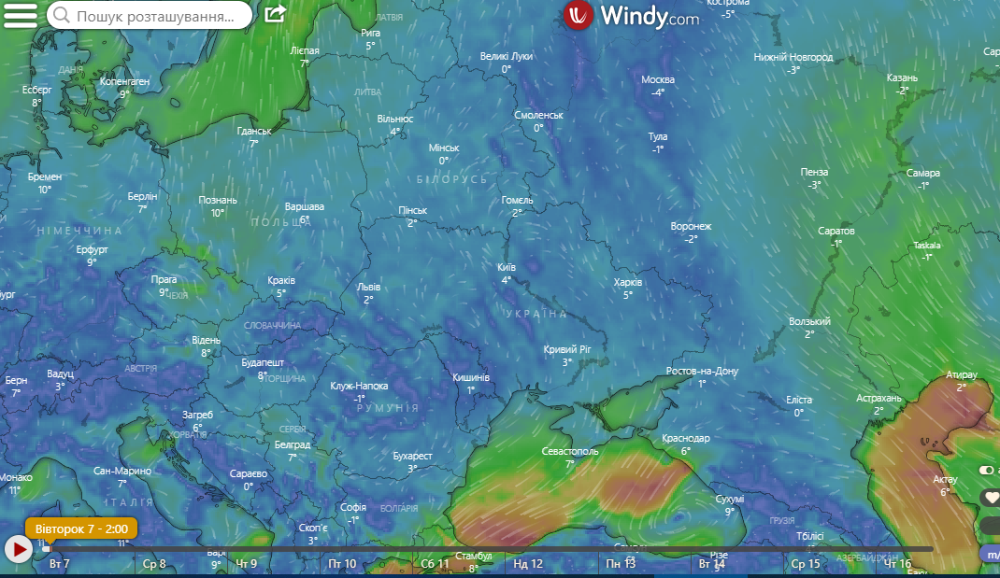 Пошук розташування...
Windy.com
Кострома
-5°
ЛАТВІЯ
Рига
5°
Лієпая
7°
Великі Луки
0°
Нижній Новгород
-3°
ДАНІЯ
Копенгаген
9°
Есбєрг
8°
Москва
-4°
Казань
-2°
ЛИТВА
Вільнюс
4°
Смоленськ
0°
Гданськ
7°
Тула
-1°
Мінськ
0°
БІЛОРУСЬ
Бремен
10°
Пенза
-3°
Самара
-1°
Берлін
7°
Познань
10°
Варшава
6°
ПОЛЬЩА
Пінськ
2°
Гомель
2°
НІМЕЧЧИНА
Воронеж
-2°
Саратов
-1°
Ерфурт
9°
Taskala
-1°
Прага
9°
ЧЕХІЯ
Краків
5°
Львів
2°
Київ
4°
Харків
5°
УКРАЇНА
СЛОВАЧЧИНА
Волзький
2°
Відень
8°
Кривий Ріг
3°
АВСТРІЯ
Будапешт
8°
Берн
7°
Вадуц
3°
Клуж-Напока
-1°
Кишинів
1°
Ростов-на-Дону
1°
Атирау
2°
РУМУНІЯ
Еліста
0°
Астрахань
2°
Загреб
6°
СЕРБІЯ
Белград
7°
Краснодар
6°
Севастополь
7°
Бухарест
3°
Монако
11°
Сан-Марино
7°
Сараєво
0°
Актау
6°
ІТАЛІЯ
Софія
-1°
БОЛГАРІЯ
Сухумі
9°
ГРУЗІЯ
Скоп'є
3°
Тбілісі
Вівторок 7 - 2:00
11°
9°
Стамбул
8°
Різе
АЗЕРБАЙДЖАН
Вт 7
Ср 8
Чт 9
Пт 10
Сб 11
Нд 12
Пн 13
Вт 14
Ср 15
Чт 16